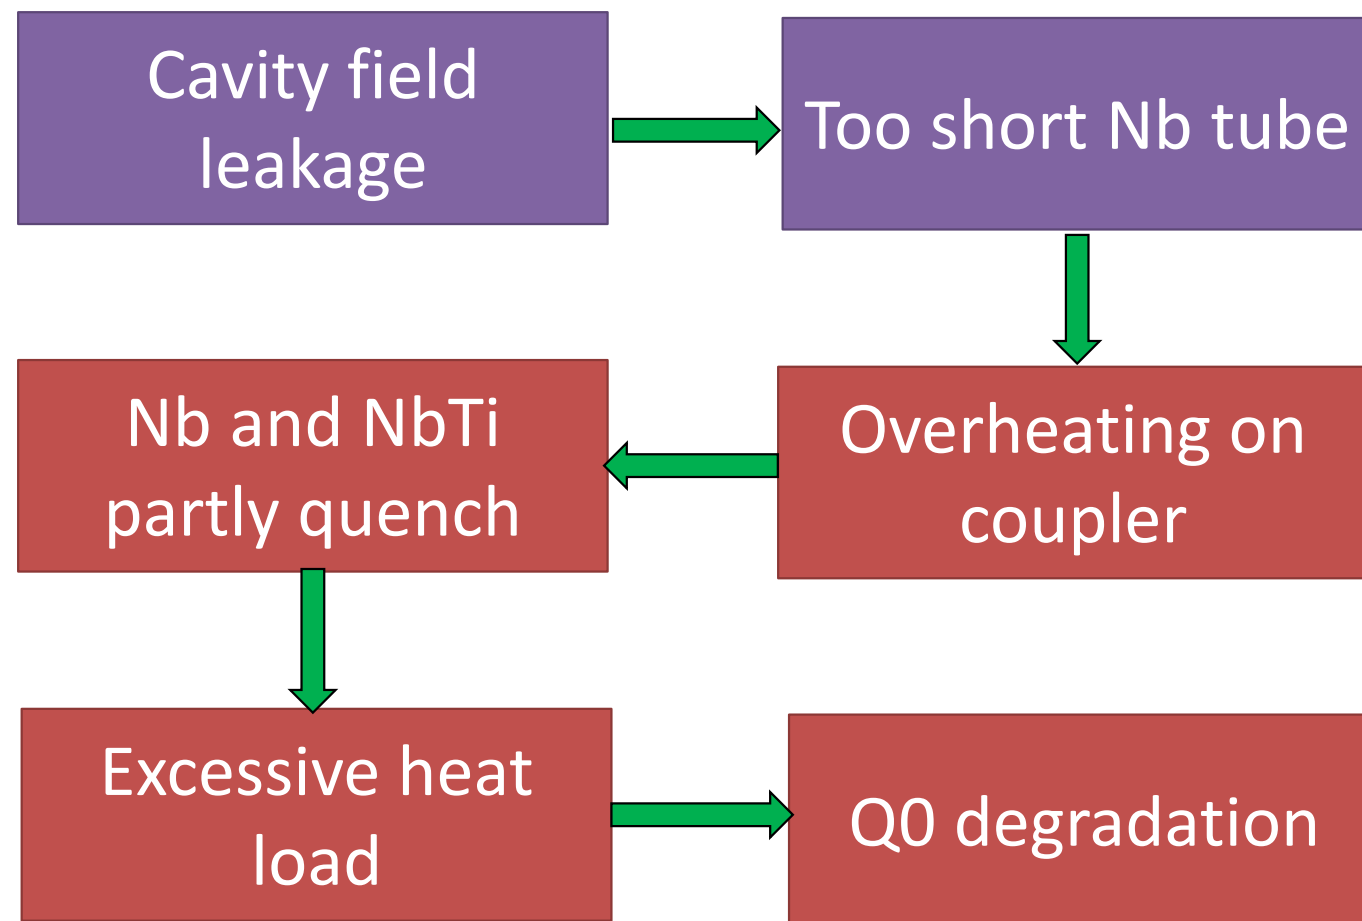 Cavity field
leakage
Too short Nb tube
Overheating on
coupler
Nb and NbTi
partly quench
Excessive heat
load
Q0 degradation